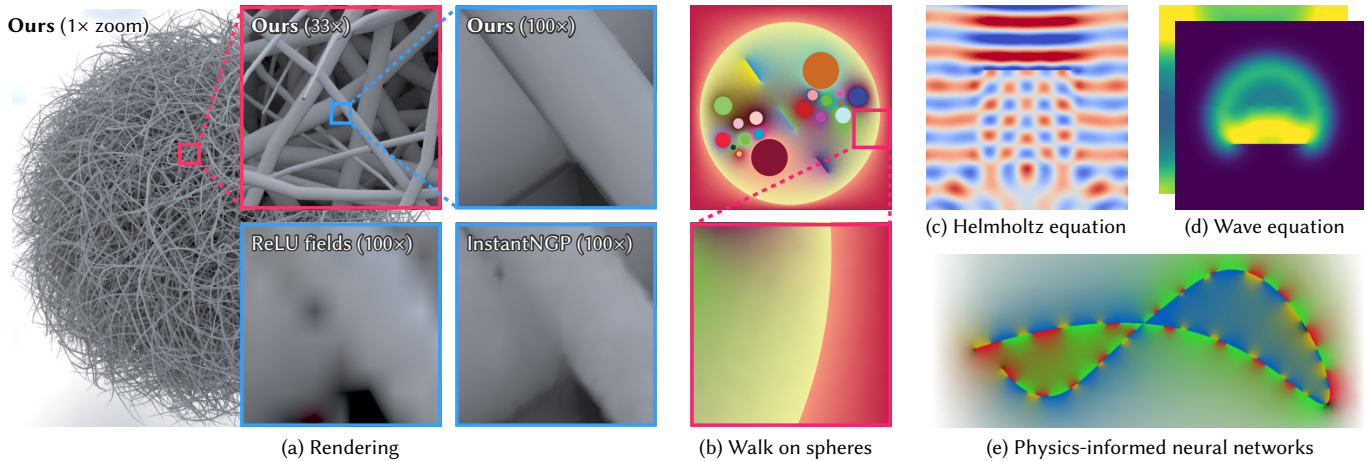 Ours (1× zoom)
Ours (33×)
Ours (100×)
ReLU fields (100×)
InstantNGP (100×)
(a) Rendering
(b) Walk on spheres
(c) Helmholtz equation
(d) Wave equation
(e) Physics-informed neural networks